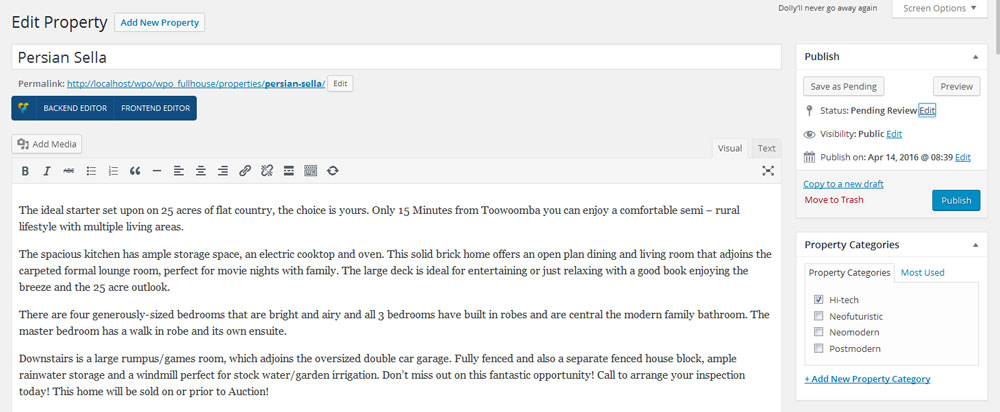 Dolly'll never go away again
Screen Options
Edit Property
Add New Property
Persian Sella
Permalink: http://localhost/wpo/wpo_fullhouse/properties/persian-sella/ Edit
BACKEND EDITOR FRONTEND EDITOR
Add Media
Visual Text
B I ABC
The ideal starter set upon on 25 acres of flat country, the choice is yours. Only 15 Minutes from Toowoomba you can enjoy a comfortable semi – rural
lifestyle with multiple living areas.
The spacious kitchen has ample storage space, an electric cooktop and oven. This solid brick home offers an open plan dining and living room that adjoins the
carpeted formal lounge room, perfect for movie nights with family. The large deck is ideal for entertaining or just relaxing with a good book enjoying the
breeze and the 25 acre outlook.
There are four generously-sized bedrooms that are bright and airy and all 3 bedrooms have built in robes and are central the modern family bathroom. The
master bedroom has a walk in robe and its own ensuite.
Downstairs is a large rumpus/games room, which adjoins the oversized double car garage. Fully fenced and also a separate fenced house block, ample
rainwater storage and a windmill perfect for stock water/garden irrigation. Don't miss out on this fantastic opportunity! Call to arrange your inspection
today! This home will be sold on or prior to Auction!
Publish
Save as Pending Preview
Status: Pending Review Edit
Visibility: Public Edit
Publish on: Apr 14, 2016 @ 08:39 Edit
Copy to a new draft
Move to Trash
Publish
Property Categories
Property Categories Most Used
Hi-tech
Neofuturistic
Neomodern
Postmodern
+ Add New Property Category